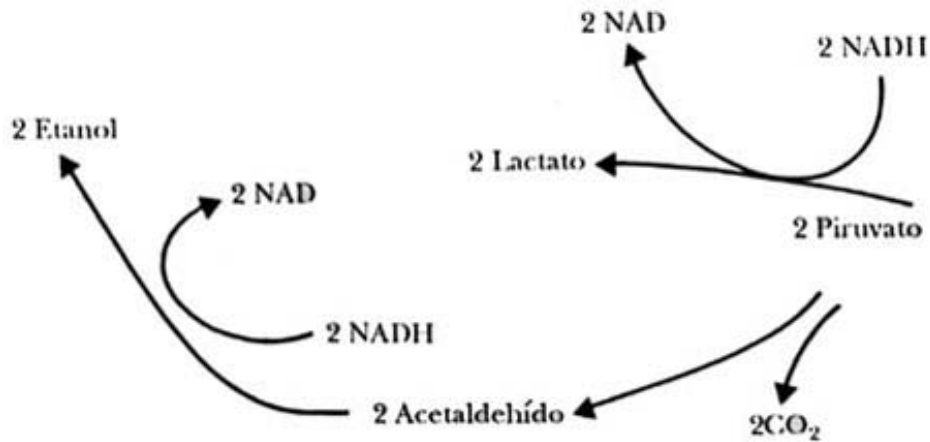 2 NAD
2 NADH
2 Etanol
2 Lactato
2 NAD
2 Piruvato
2 NADH
2 Acetaldehído
2CO₂